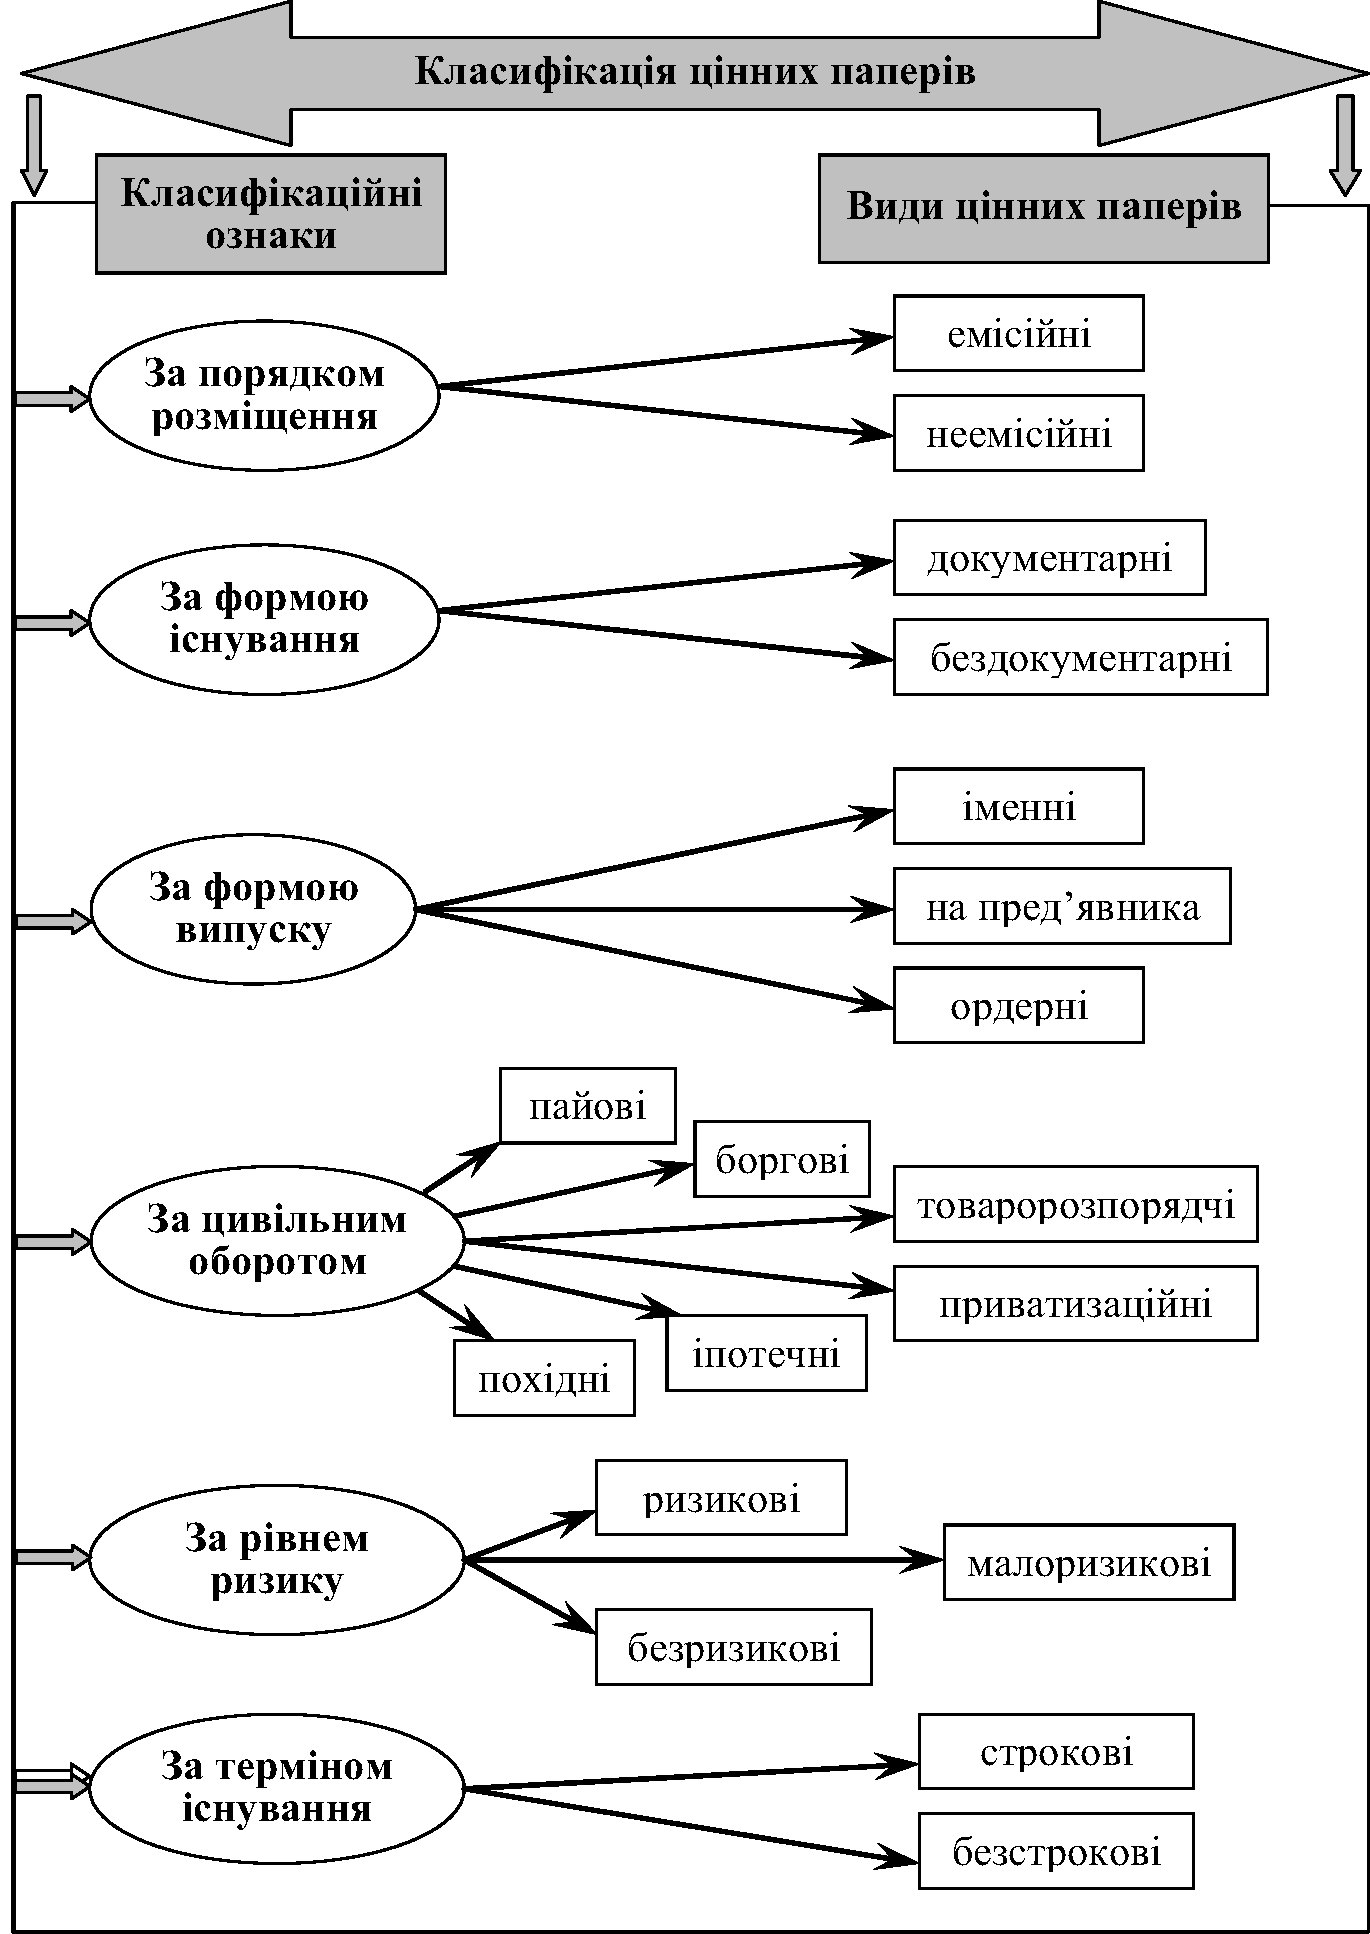 Класифікація цінних паперів
Класифікаційні
ознаки
Види цінних паперів
За порядком
розміщення
емісійні
неемісійні
За формою
існування
документарні
бездокументарні
За формою
випуску
іменні
на пред’явника
ордерні
За цивільним
оборотом
пайові
боргові
товаророзпорядчі
приватизаційні
іпотечні
похідні
За рівнем
ризику
ризикові
малоризикові
безризикові
За терміном
існування
строкові
безстрокові